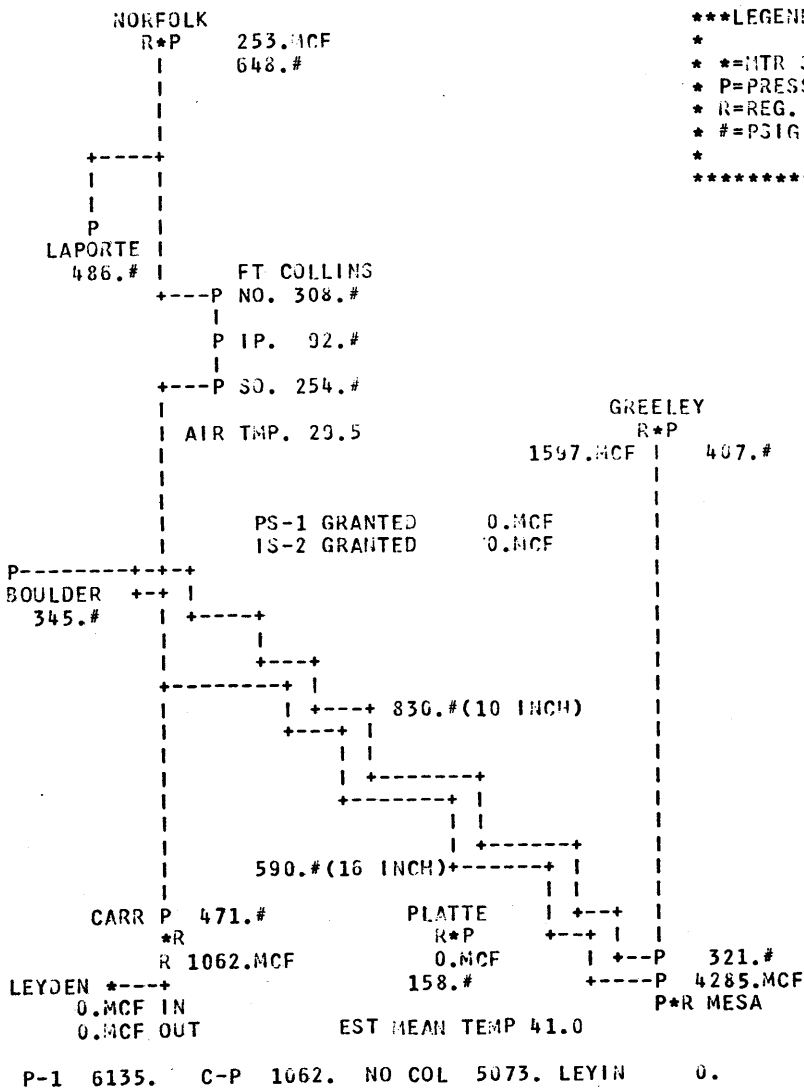 NORFOLK
R*P 253.MCF
648.#
***LEGEN
*
* *=MTR
* P=PRESS
* R=REG.
* #=PSIG
*
*********
P
LAPORTE
486.#
FT COLLINS
P NO. 308.#
P IP. 92.#
P SO. 254.#
AIR TMP. 29.5
GREELEY
R*P
1597.MCF 407.#
PS-1 GRANTED 0.MCF
IS-2 GRANTED 0.MCF
P
BOULDER
345.#
830.#(10 INCH)
590.#(16 INCH)
CARR P 471.#
*R
R 1062.MCF
PLATTE
R*P
0.MCF
158.#
P 321.#
P 4285.MCF
P*R MESA
LEYDEN *
0.MCF IN
0.MCF OUT
EST MEAN TEMP 41.0
P-1 6135. C-P 1062. NO COL 5073. LEYIN 0.